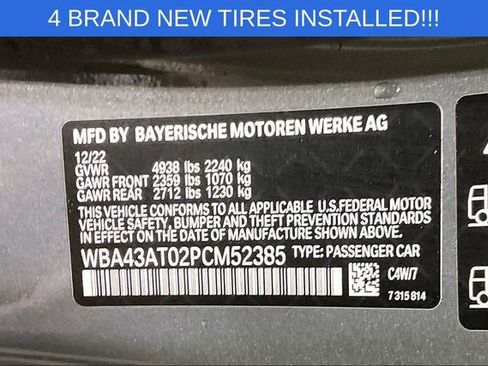 4 BRAND NEW TIRES INSTALLED!!!
MFD BY BAYERISCHE MOTOREN WERKE AG
12/22
GVWR 4938 lbs 2240 kg
GAWR FRONT 2359 lbs 1070 kg
GAWR REAR 2712 lbs 1230 kg
THIS VEHICLE CONFORMS TO ALL APPLICABLE U.S.FEDERAL MOTOR
VEHICLE SAFETY, BUMPER AND THEFT PREVENTION STANDARDS
IN EFFECT ON THE DATE OF MANUFACTURE SHOWN ABOVE.
WBA43AT02PCM52385 TYPE: PASSENGER CAR
C4W/7
7315814